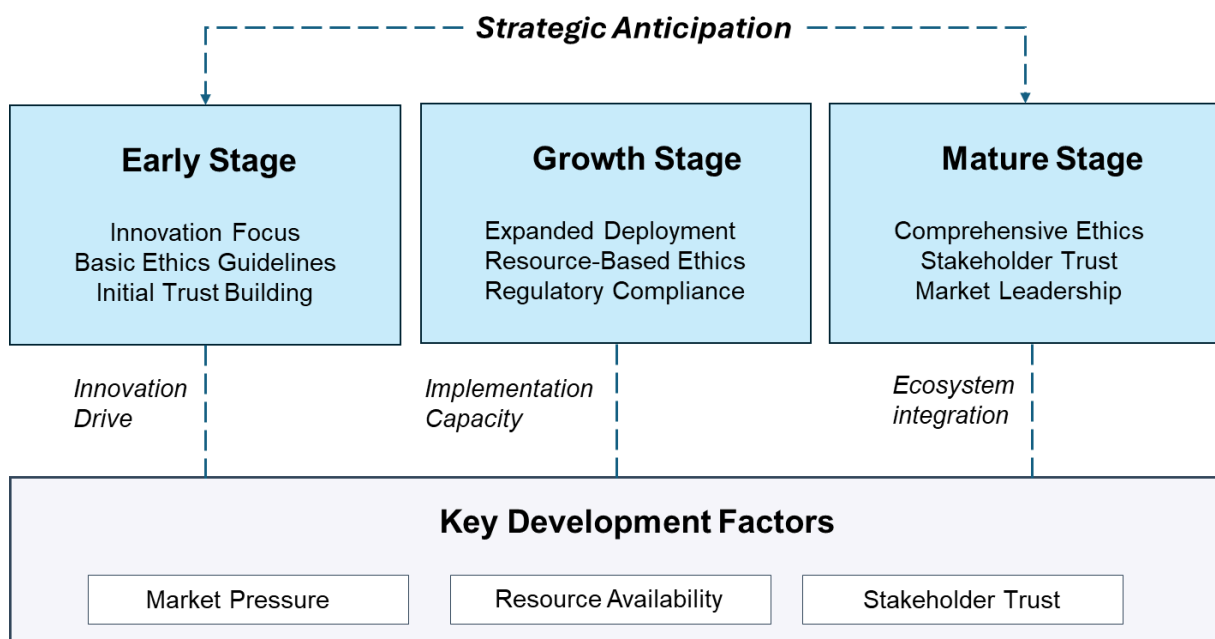 Strategic Anticipation
Early Stage
Innovation Focus
Basic Ethics Guidelines
Initial Trust Building
Growth Stage
Expanded Deployment
Resource-Based Ethics
Regulatory Compliance
Mature Stage
Comprehensive Ethics
Stakeholder Trust
Market Leadership
Innovation
Drive
Implementation
Capacity
Ecosystem
integration
Key Development Factors
Market Pressure
Resource Availability
Stakeholder Trust